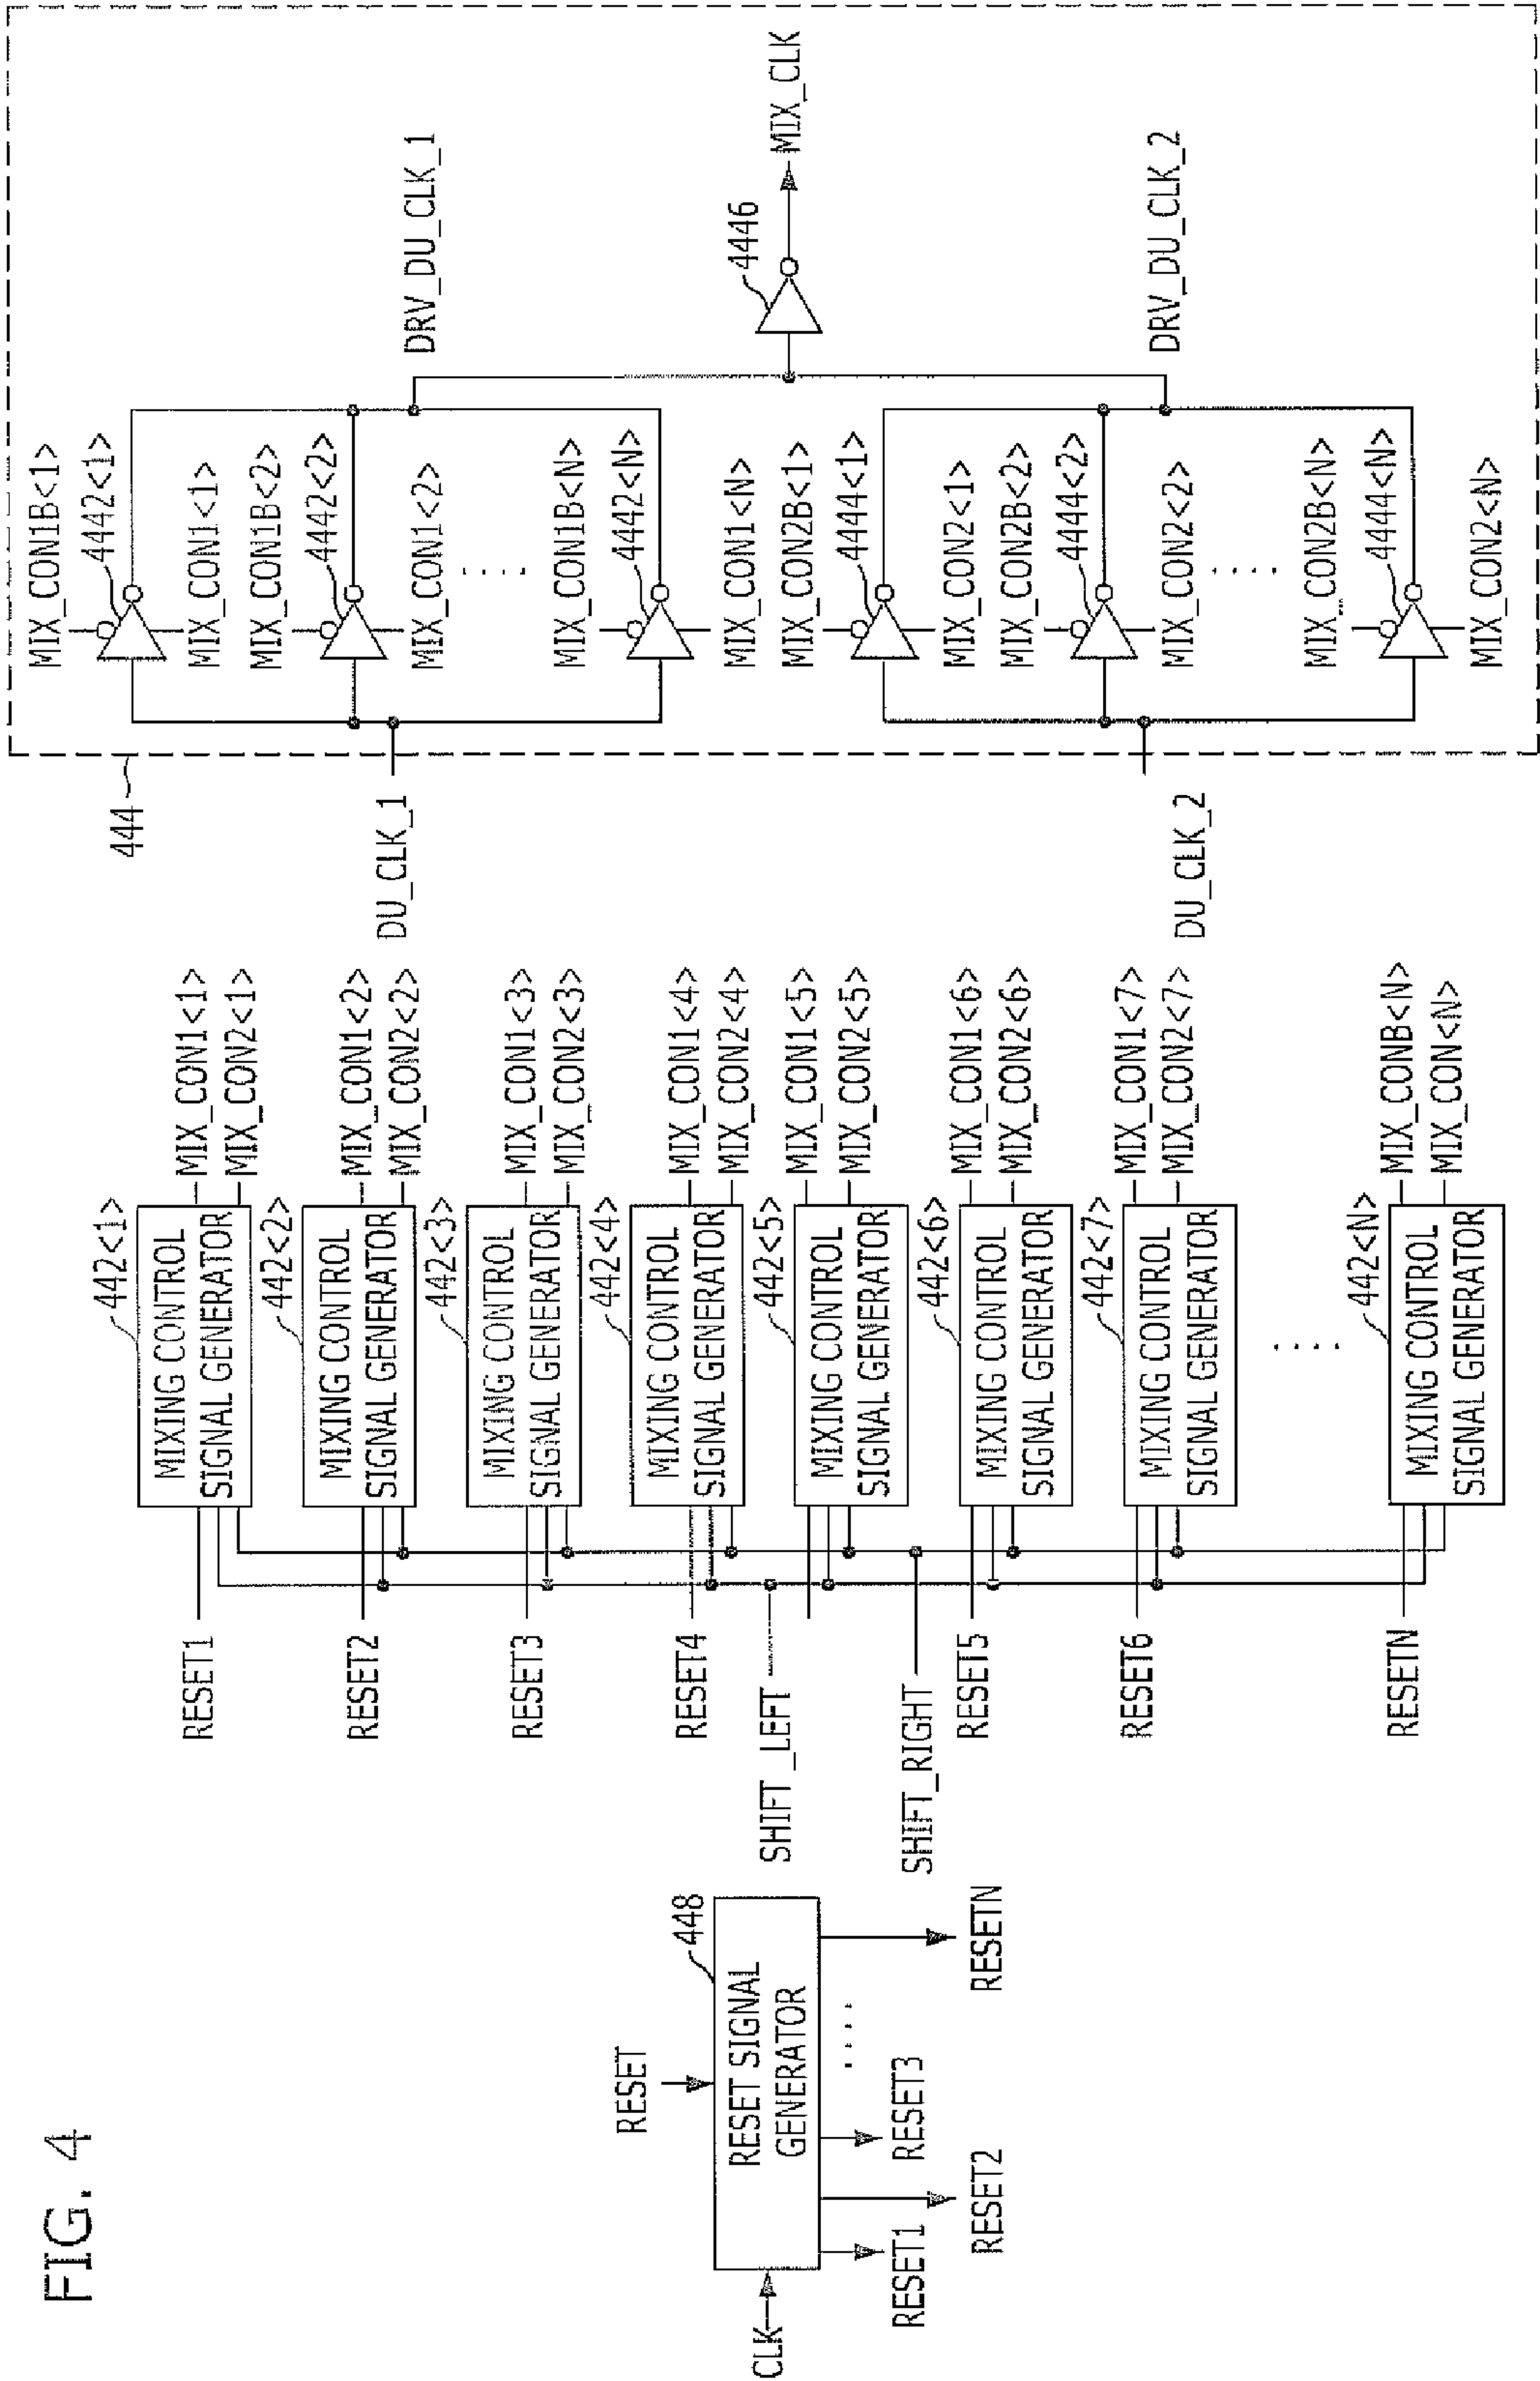 FIG. 4
CLK
RESET
448
RESET SIGNAL
GENERATOR
RESET1
RESET2
RESET3
....
RESETN
RESET1
RESET2
RESET3
RESET4
SHIFT_LEFT
SHIFT_RIGHT
RESET5
RESET6
RESETN
442<1>
MIXING CONTROL
SIGNAL GENERATOR
MIX_CON1<1>
MIX_CON2<1>
442<2>
MIXING CONTROL
SIGNAL GENERATOR
MIX_CON1<2>
MIX_CON2<2>
442<3>
MIXING CONTROL
SIGNAL GENERATOR
MIX_CON1<3>
MIX_CON2<3>
442<4>
MIXING CONTROL
SIGNAL GENERATOR
MIX_CON1<4>
MIX_CON2<4>
442<5>
MIXING CONTROL
SIGNAL GENERATOR
MIX_CON1<5>
MIX_CON2<5>
442<6>
MIXING CONTROL
SIGNAL GENERATOR
MIX_CON1<6>
MIX_CON2<6>
442<7>
MIXING CONTROL
SIGNAL GENERATOR
MIX_CON1<7>
MIX_CON2<7>
....
442<N>
MIXING CONTROL
SIGNAL GENERATOR
MIX_CONB<N>
MIX_CON<N>
444
DU_CLK_1
DU_CLK_2
MIX_CON1B<1>
4442<1>
MIX_CON1<1>
MIX_CON1B<2>
4442<2>
MIX_CON1<2>
....
MIX_CON1B<N>
4442<N>
MIX_CON1<N>
MIX_CON2B<1>
4444<1>
MIX_CON2<1>
MIX_CON2B<2>
4444<2>
MIX_CON2<2>
....
MIX_CON2B<N>
4444<N>
MIX_CON2<N>
DRV_DU_CLK_1
4446
MIX_CLK
DRV_DU_CLK_2